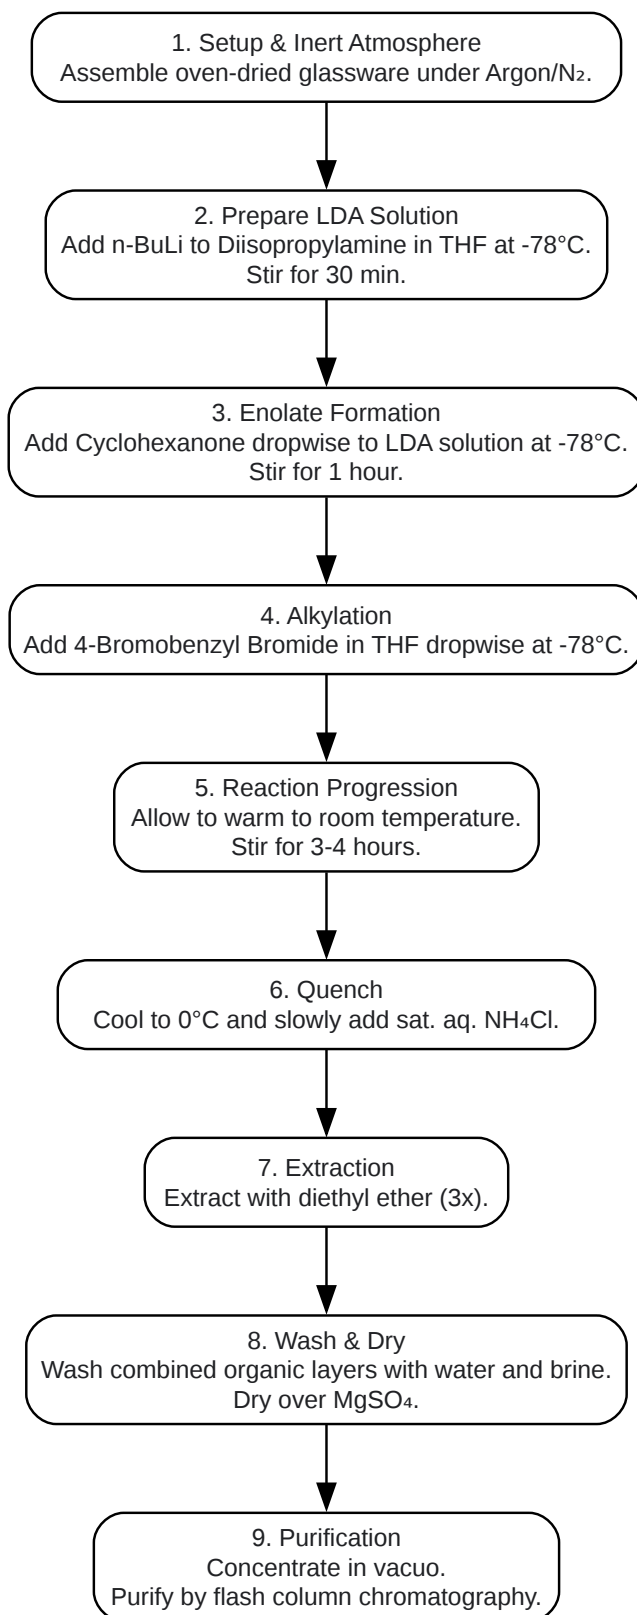 1. Setup & Inert Atmosphere
Assemble oven-dried glassware under Argon/N₂.
2. Prepare LDA Solution
Add n-BuLi to Diisopropylamine in THF at -78°C.
Stir for 30 min.
3. Enolate Formation
Add Cyclohexanone dropwise to LDA solution at -78°C.
Stir for 1 hour.
4. Alkylation
Add 4-Bromobenzyl Bromide in THF dropwise at -78°C.
5. Reaction Progression
Allow to warm to room temperature.
Stir for 3-4 hours.
6. Quench
Cool to 0°C and slowly add sat. aq. NH₄Cl.
7. Extraction
Extract with diethyl ether (3x).
8. Wash & Dry
Wash combined organic layers with water and brine.
Dry over MgSO₄.
9. Purification
Concentrate in vacuo.
Purify by flash column chromatography.